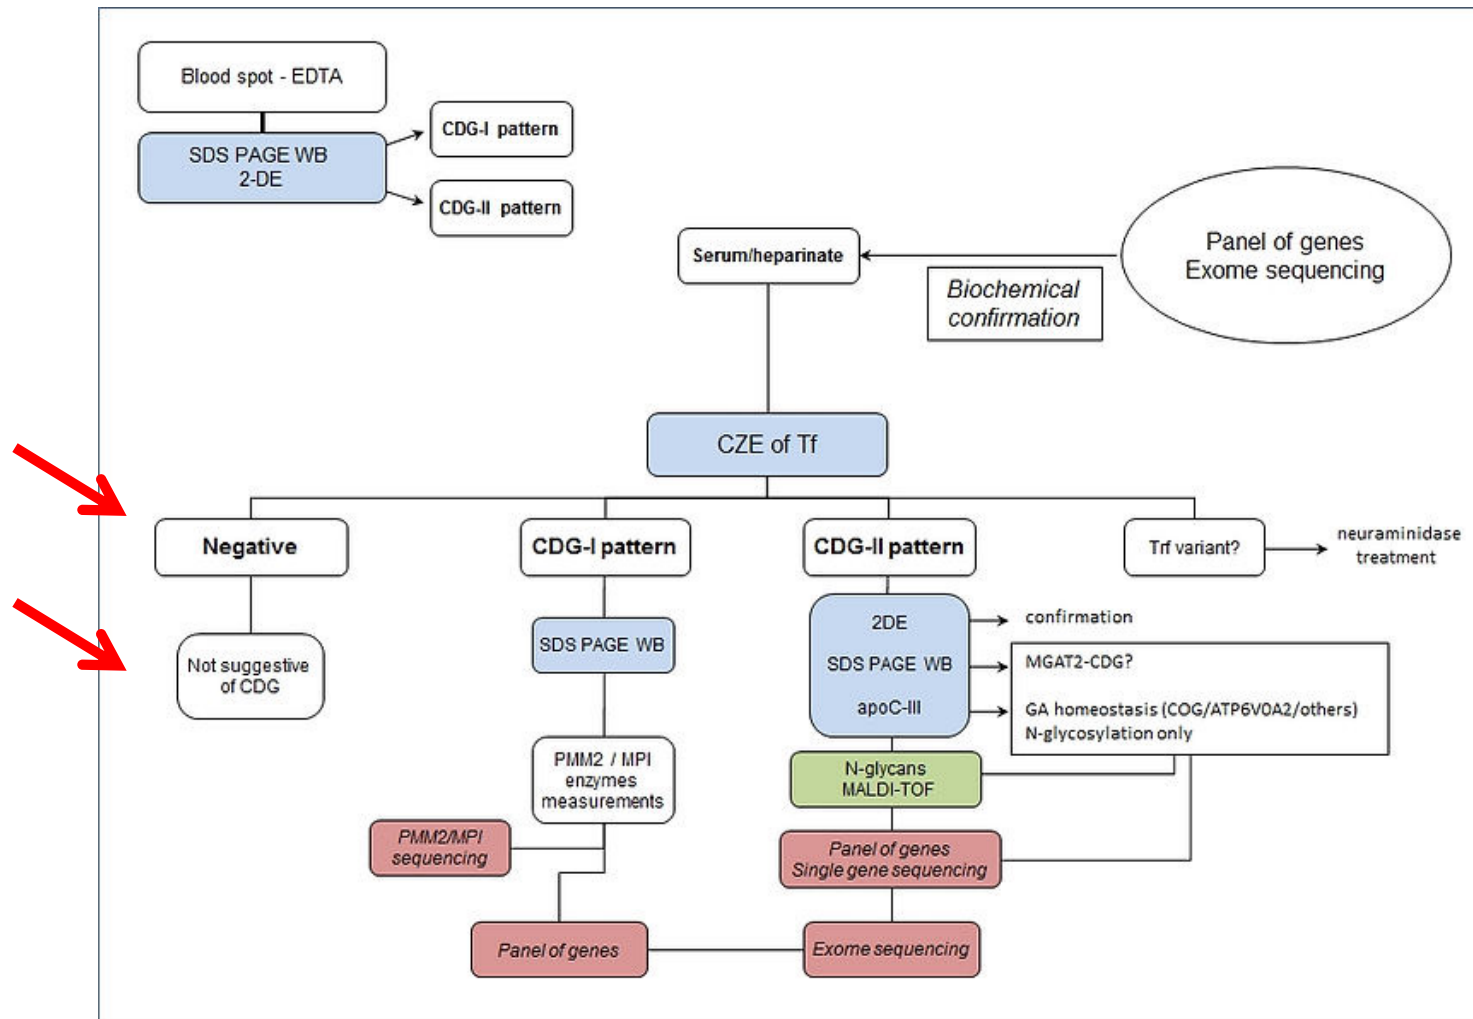 Blood spot - EDTA
SDS PAGE WB
2-DE
CDG-I pattern
CDG-II pattern
Serum/heparinate
Biochemical
confirmation
Panel of genes
Exome sequencing
CZE of Tf
Negative
CDG-I pattern
CDG-II pattern
Trf variant?
neuraminidase
treatment
Not suggestive
of CDG
SDS PAGE WB
PMM2 / MPI
enzymes
measurements
PMM2/MPI
sequencing
Panel of genes
2DE
SDS PAGE WB
apoC-III
confirmation
MGAT2-CDG?
GA homeostasis (COG/ATP6V0A2/others)
N-glycosylation only
N-glycans
MALDI-TOF
Panel of genes
Single gene sequencing
Exome sequencing